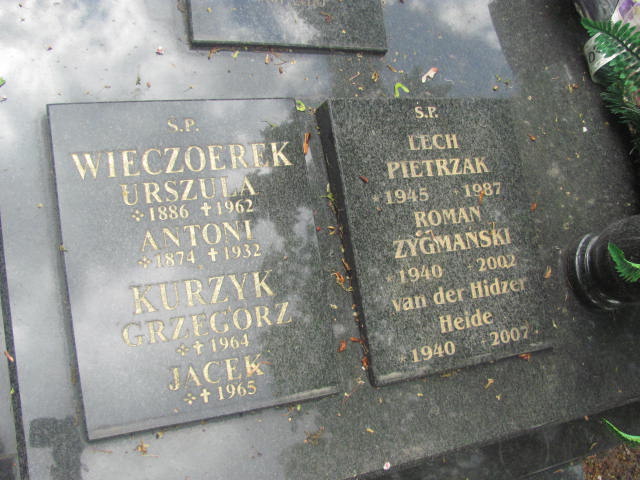 S.P.
WIECZOEREK
URSZULA
* 1886 ✝ 1962
ANTONI
* 1874 ✝ 1932
KURZYK
GRZEGORZ
* ✝ 1964
JACEK
* ✝ 1965
S.P.
LECH
PIETRZAK
* 1945 1987
ROMAN
ZYGMANSKI
* 1940 2002
van der Hidzer
Heide
* 1940 2007